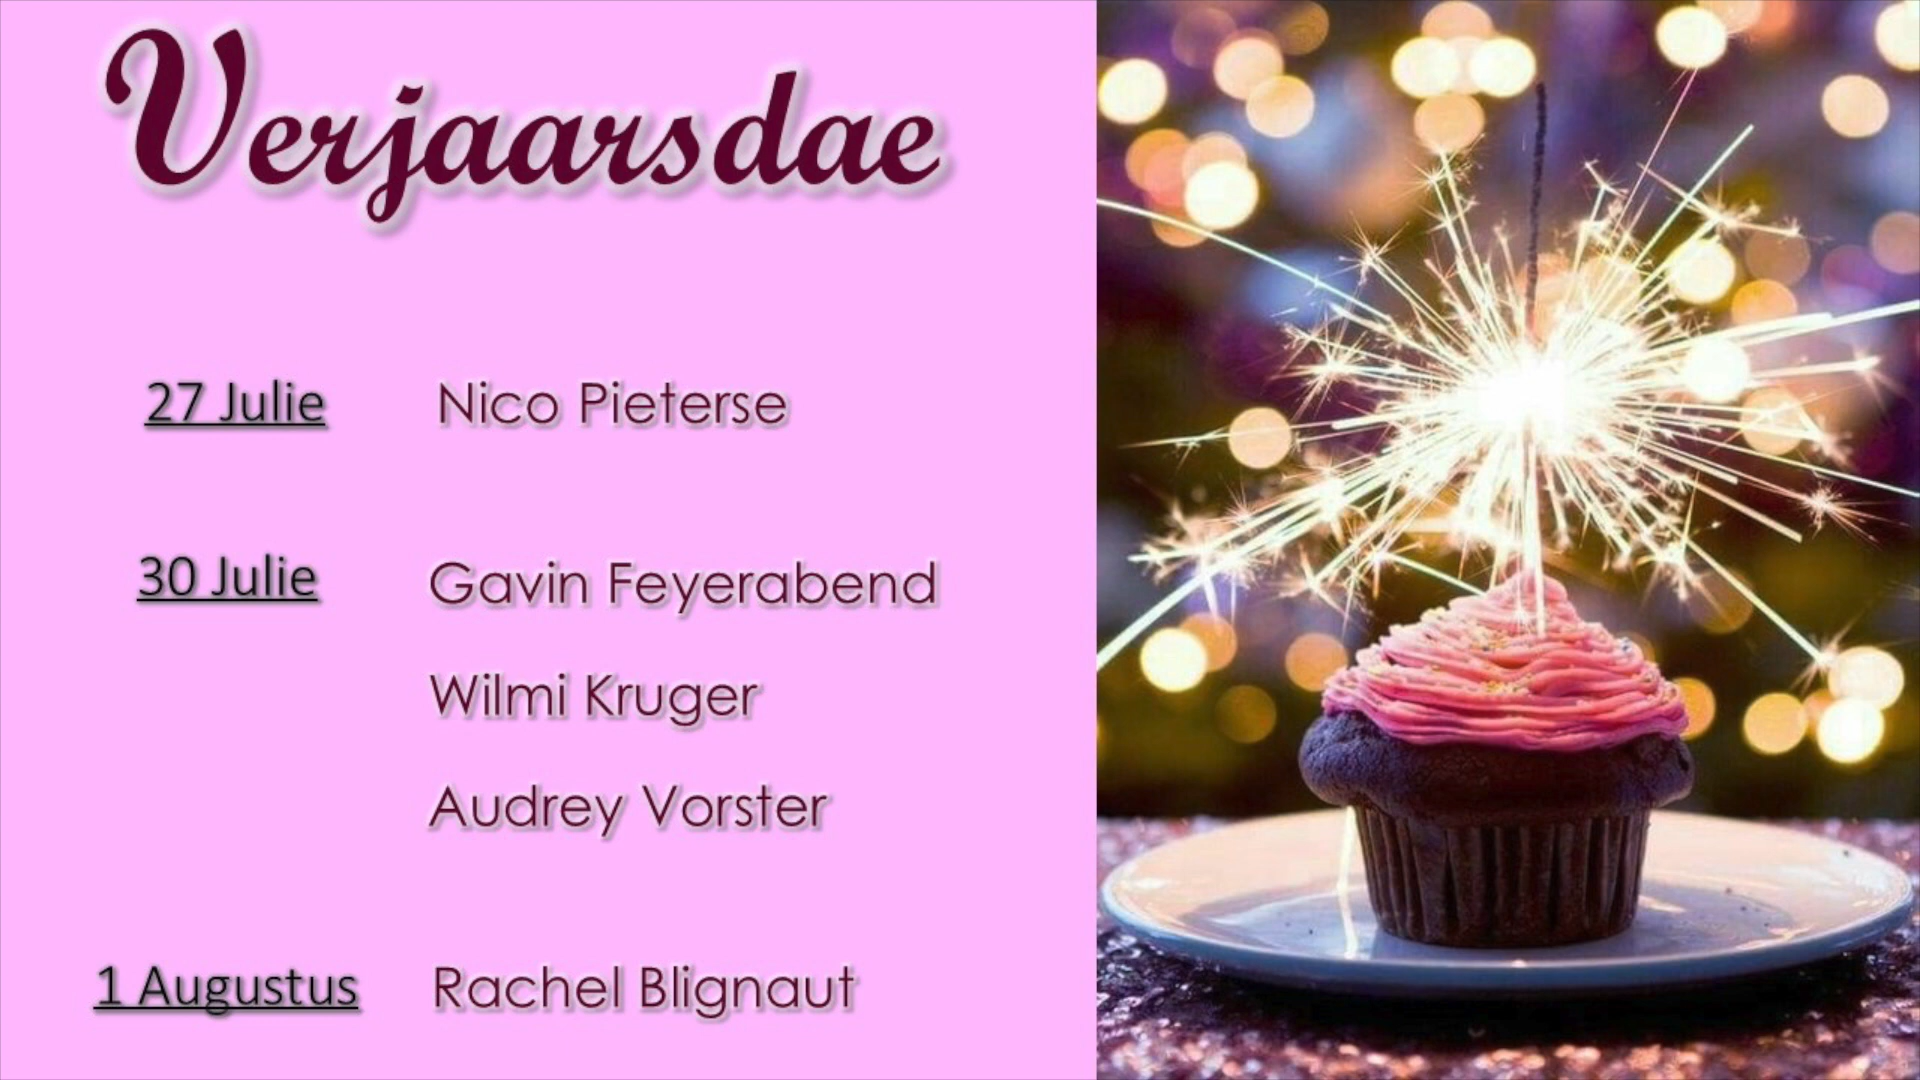 Verjaarsdae
27 Julie Nico Pieterse
30 Julie Gavin Feyerabend
Wilmi Kruger
Audrey Vorster
1 Augustus Rachel Blignaut